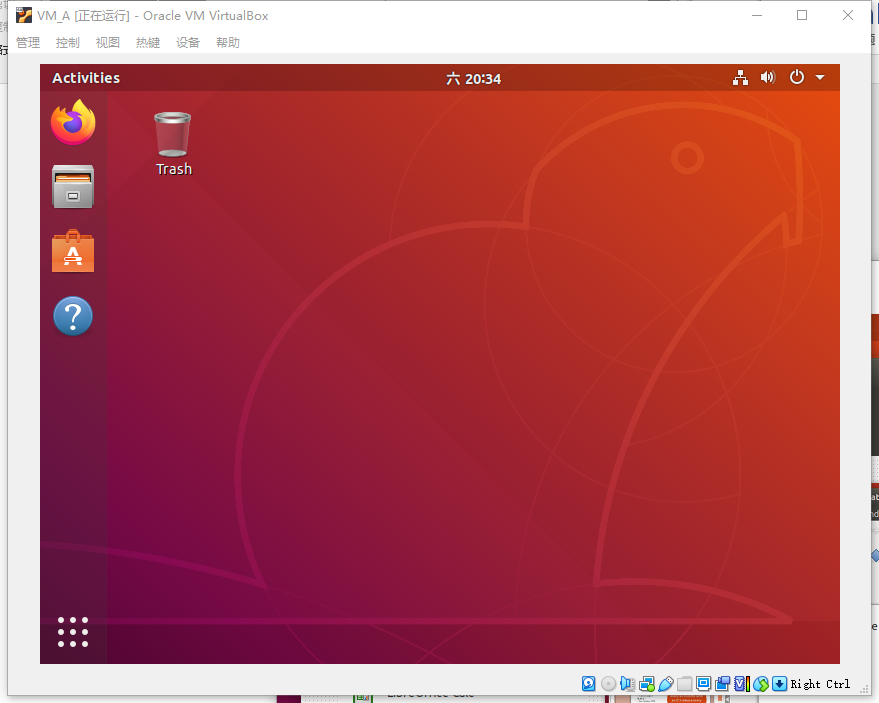 VM_A [正在运行] - Oracle VM VirtualBox
管理 控制 视图 热键 设备 帮助
Activities 六 20:34
Trash
Right Ctrl